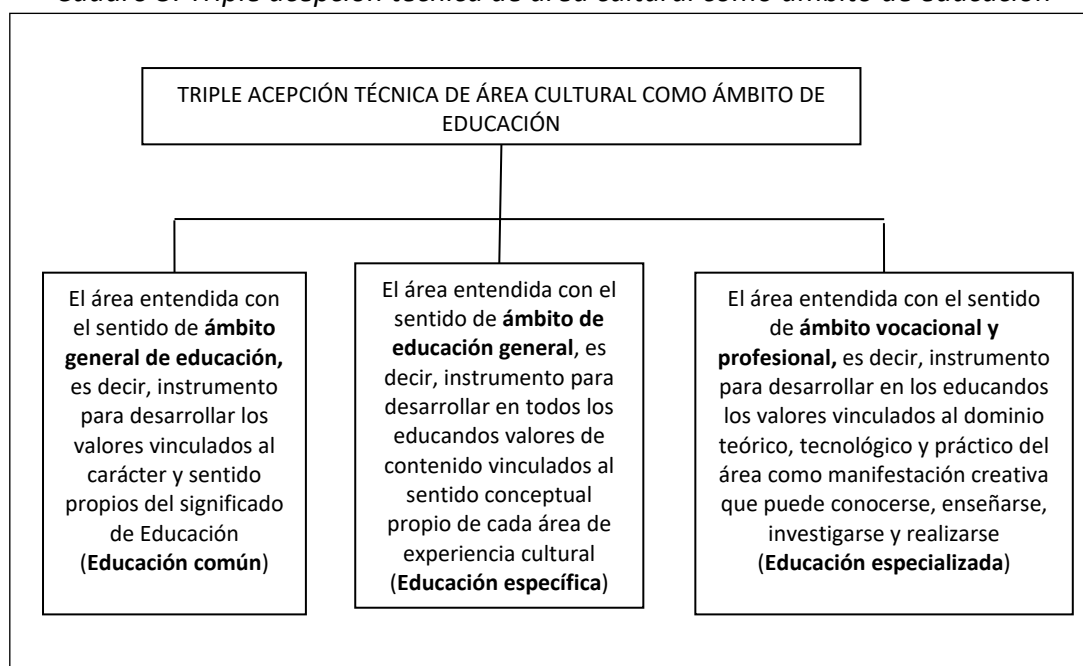 TRIPLE ACEPCIÓN TÉCNICA DE ÁREA CULTURAL COMO ÁMBITO DE
EDUCACIÓN
El área entendida con
el sentido de ámbito
general de educación,
es decir, instrumento
para desarrollar los
valores vinculados al
carácter y sentido
propios del significado
de Educación
(Educación común)
El área entendida con el
sentido de ámbito de
educación general, es
decir, instrumento para
desarrollar en todos los
educandos valores de
contenido vinculados al
sentido conceptual
propio de cada área de
experiencia cultural
(Educación específica)
El área entendida con el sentido
de ámbito vocacional y
profesional, es decir, instrumento
para desarrollar en los educandos
los valores vinculados al dominio
teórico, tecnológico y práctico del
área como manifestación creativa
que puede conocerse, enseñarse,
investigarse y realizarse
(Educación especializada)